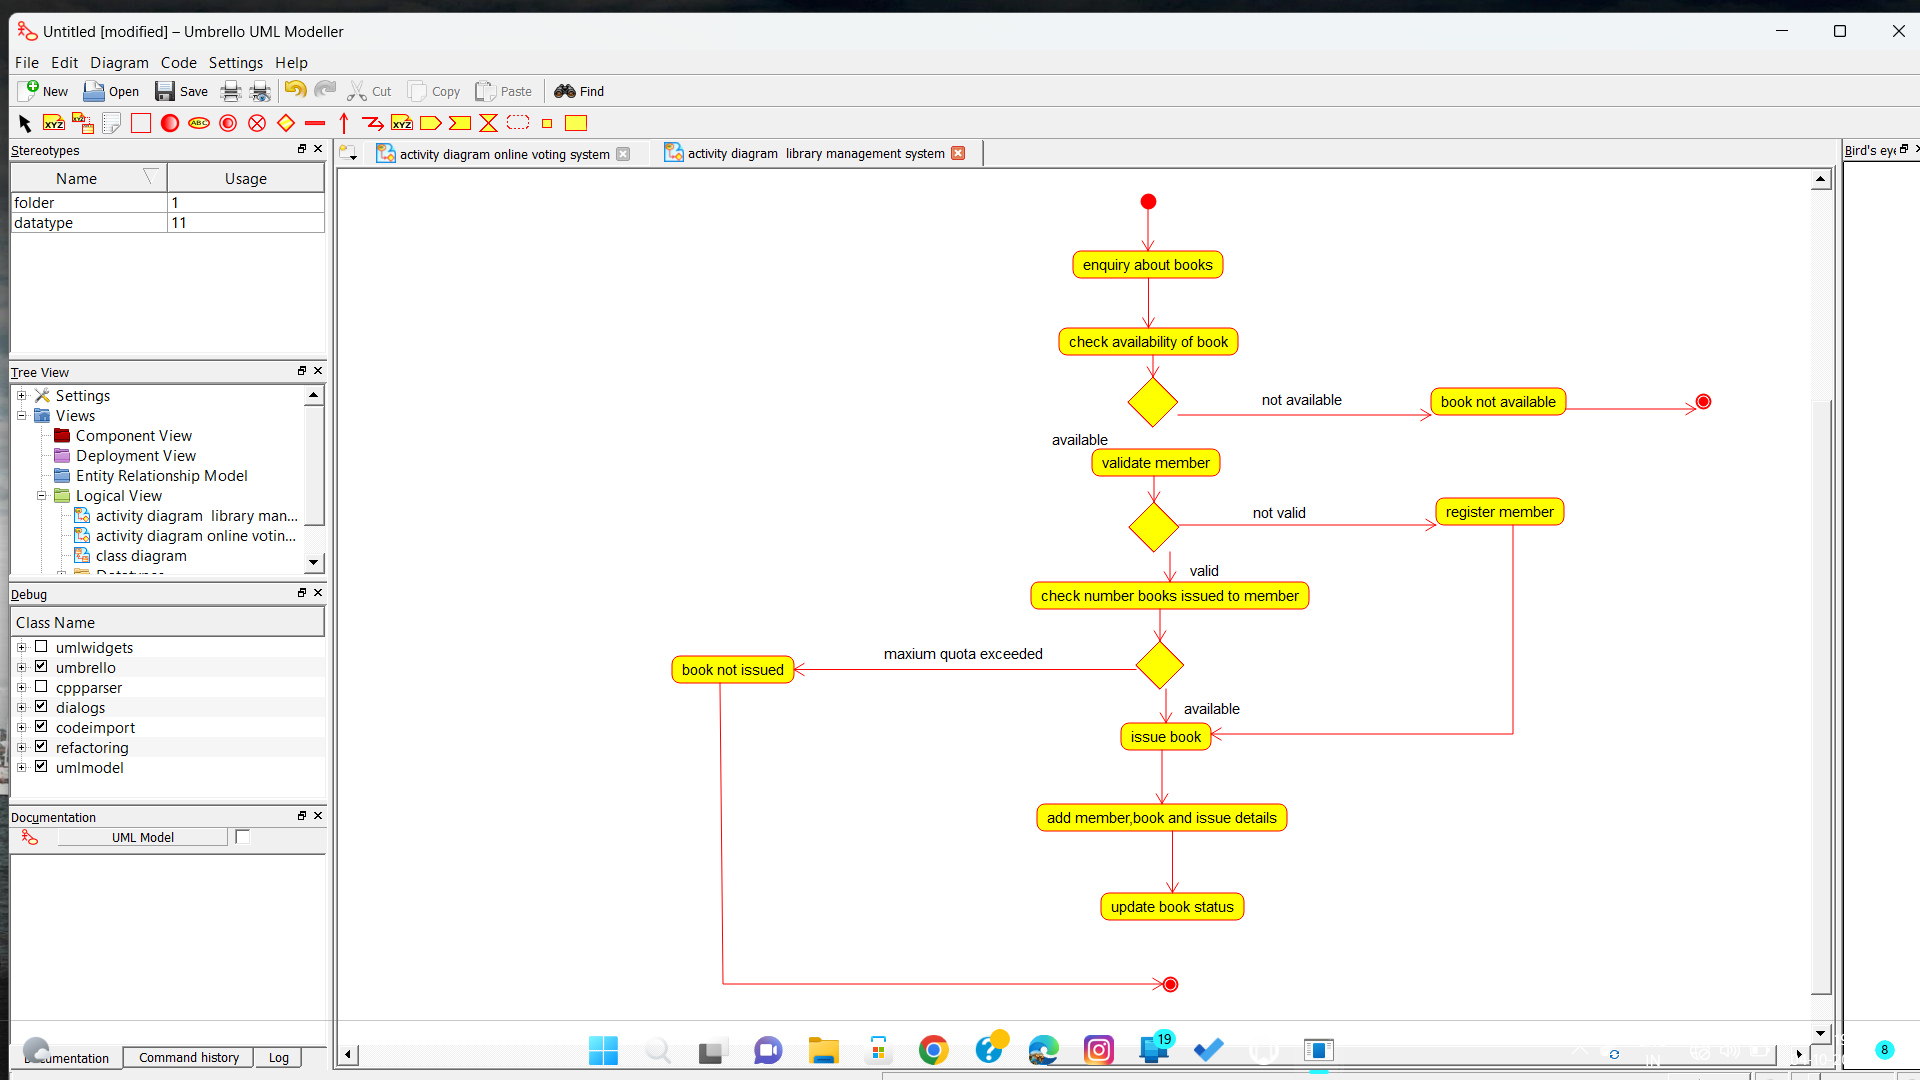 Untitled [modified] – Umbrello UML Modeller
File Edit Diagram Code Settings Help
New Open Save Cut Copy Paste Find
XYZ ABC XYZ
Stereotypes
Name Usage
folder 1
datatype 11
Tree View
Settings
Views
Component View
Deployment View
Entity Relationship Model
Logical View
activity diagram library man...
activity diagram online votin...
class diagram
Datatypes
Debug
Class Name
umlwidgets
umbrello
cppparser
dialogs
codeimport
refactoring
umlmodel
Documentation
UML Model
Documentation Command history Log
activity diagram online voting system
activity diagram library management system
Bird's eye
enquiry about books
check availability of book
not available
book not available
available
validate member
not valid
register member
valid
check number books issued to member
maxium quota exceeded
book not issued
available
issue book
add member,book and issue details
update book status
19
IN
8